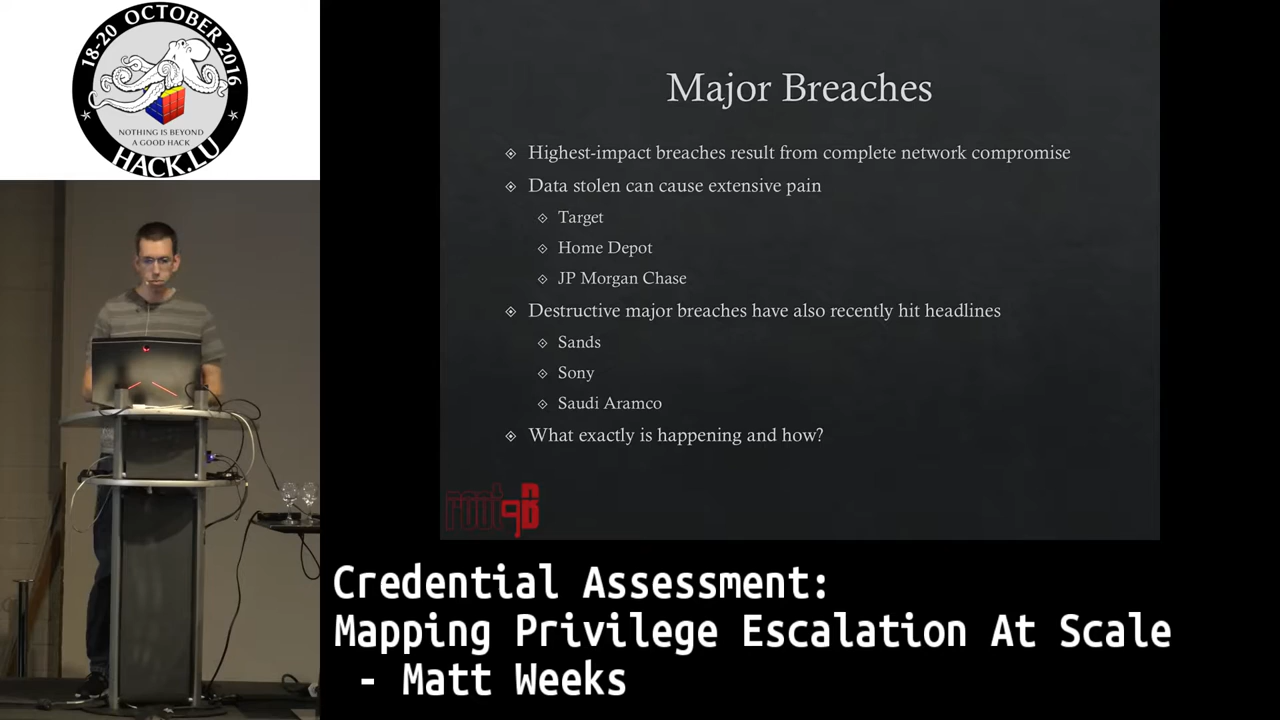 18-20 OCTOBER 2016
NOTHING IS BEYOND
A GOOD HACK
HACK.LU
Major Breaches
Highest-impact breaches result from complete network compromise
Data stolen can cause extensive pain
Target
Home Depot
JP Morgan Chase
Destructive major breaches have also recently hit headlines
Sands
Sony
Saudi Aramco
What exactly is happening and how?
root9B
Credential Assessment:
Mapping Privilege Escalation At Scale
- Matt Weeks